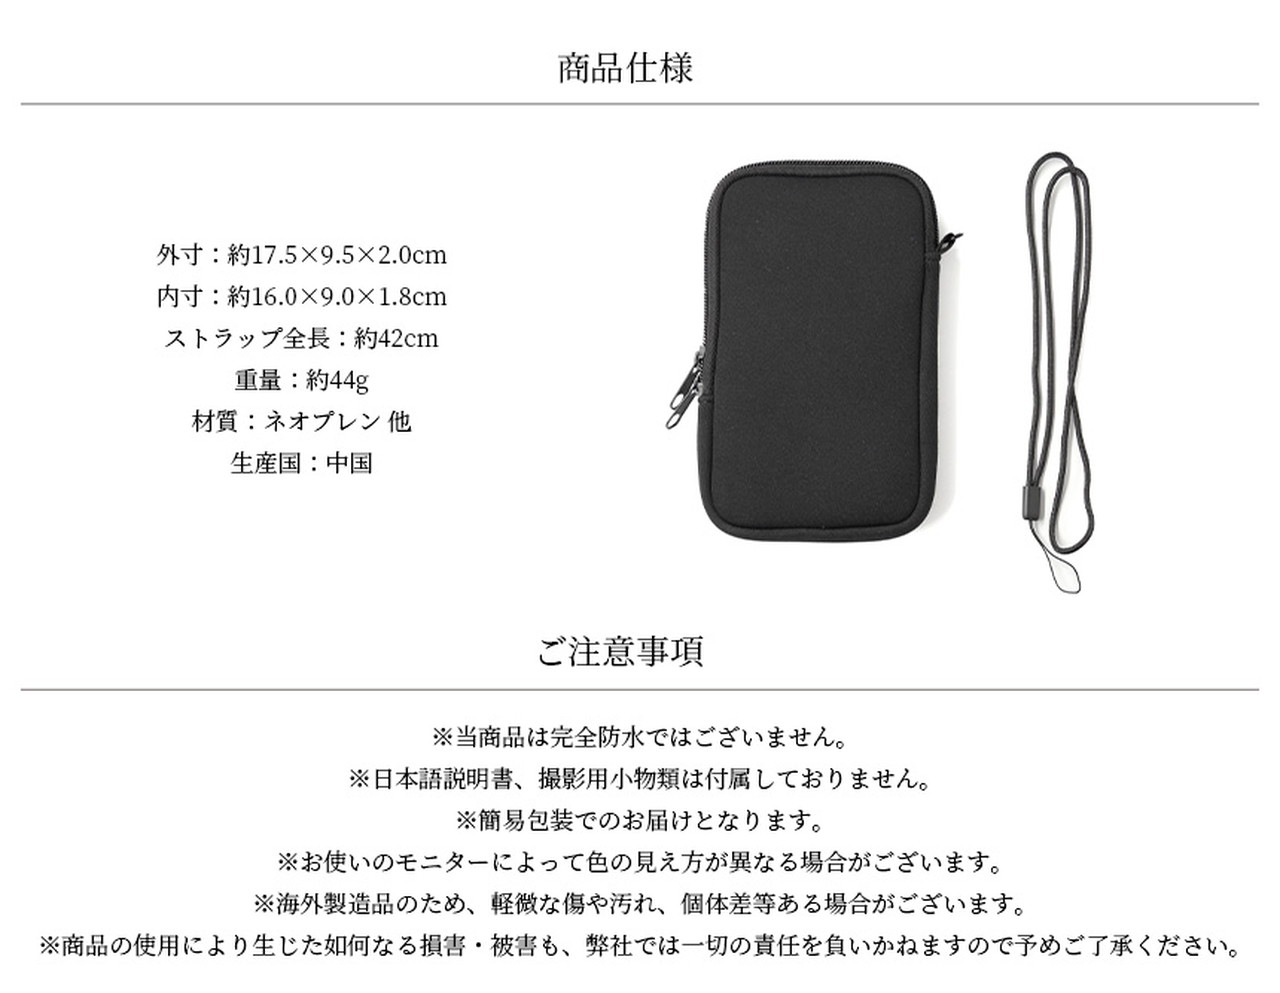 商品仕様
外寸：約17.5×9.5×2.0cm
内寸：約16.0×9.0×1.8cm
ストラップ全長：約42cm
重量：約44g
材質：ネオプレン 他
生産国：中国
ご注意事項
※当商品は完全防水ではございません。
※日本語説明書、撮影用小物類は付属しておりません。
※簡易包装でのお届けとなります。
※お使いのモニターによって色の見え方が異なる場合がございます。
※海外製造品のため、軽微な傷や汚れ、個体差等ある場合がございます。
※商品の使用により生じた如何なる損害・被害も、弊社では一切の責任を負いかねますので予めご了承ください。